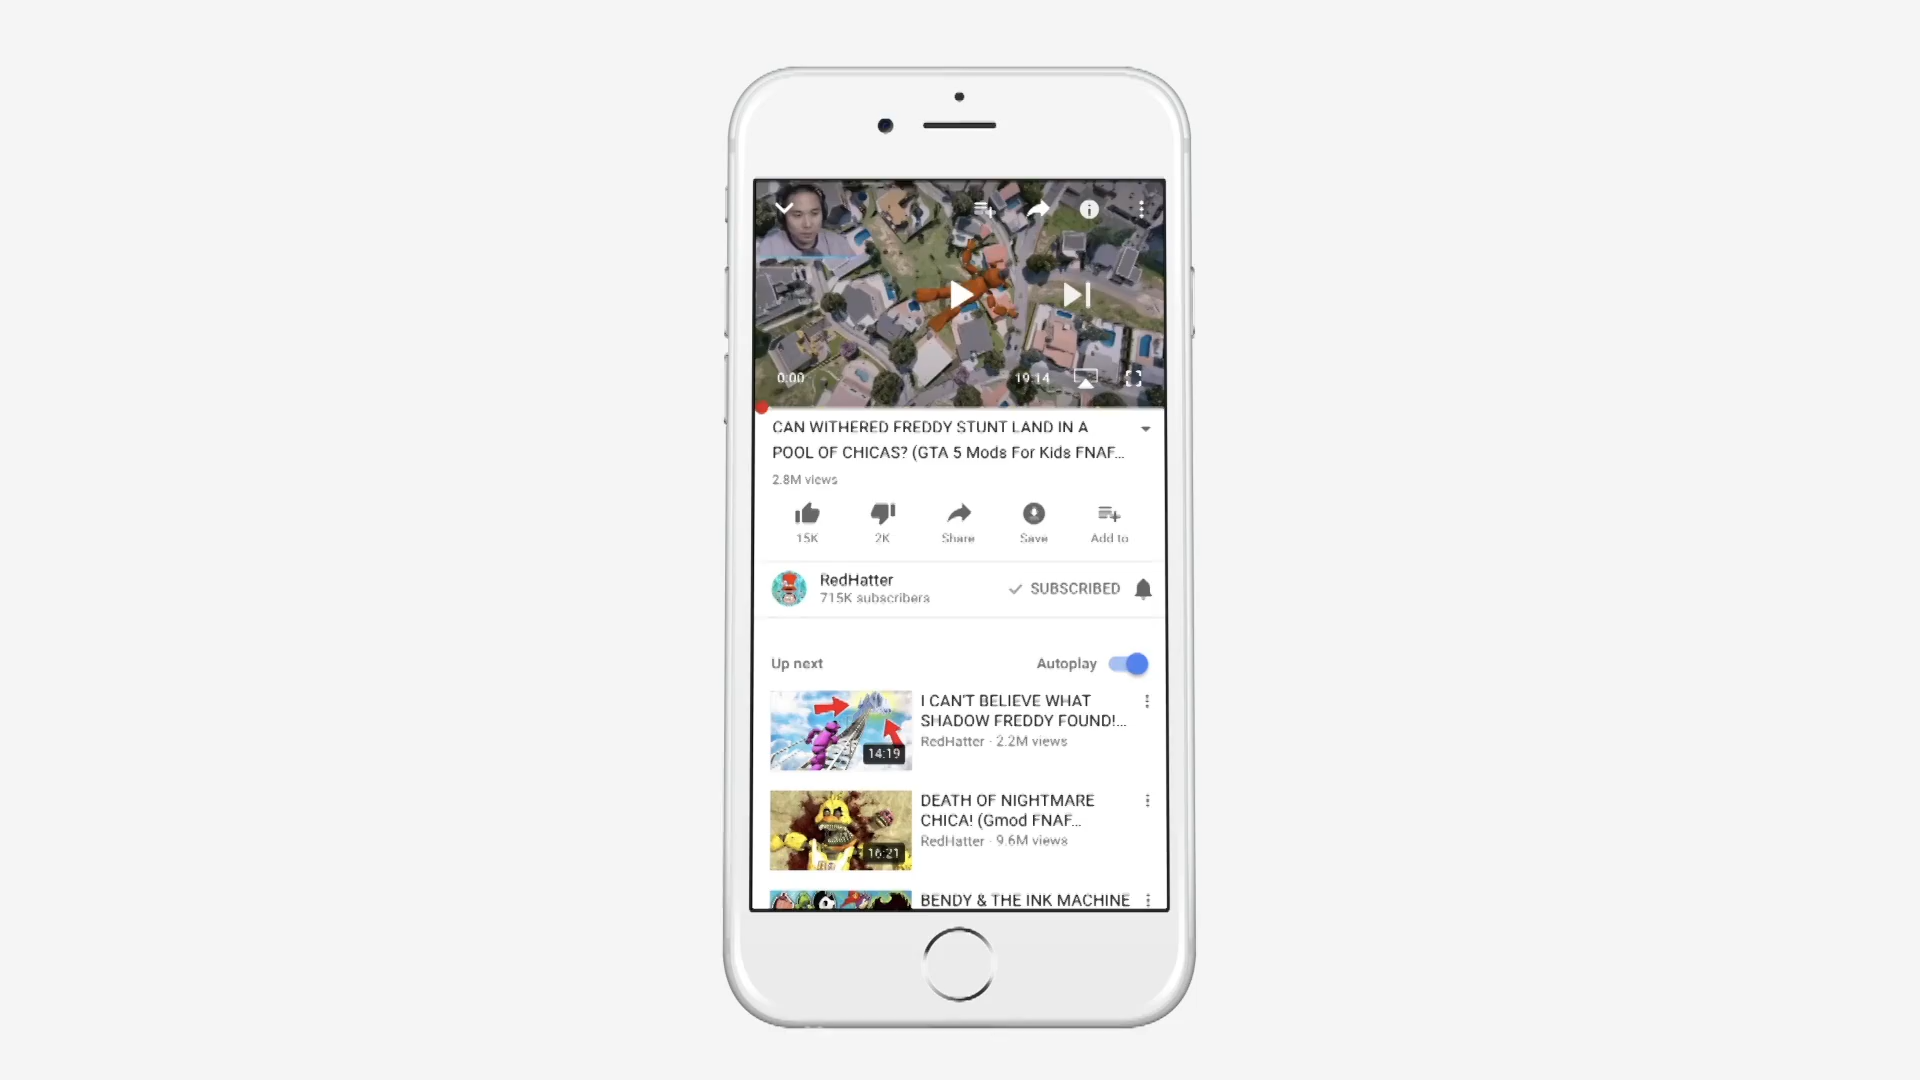 0:00
19:14
CAN WITHERED FREDDY STUNT LAND IN A
POOL OF CHICAS? (GTA 5 Mods For Kids FNAF...
2.8M views
15K
2K
Share
Save
Add to
RedHatter
715K subscribers
SUBSCRIBED
Up next
Autoplay
14:19
I CAN'T BELIEVE WHAT
SHADOW FREDDY FOUND!...
RedHatter · 2.2M views
16:21
DEATH OF NIGHTMARE
CHICA! (Gmod FNAF...
RedHatter · 9.6M views
BENDY & THE INK MACHINE